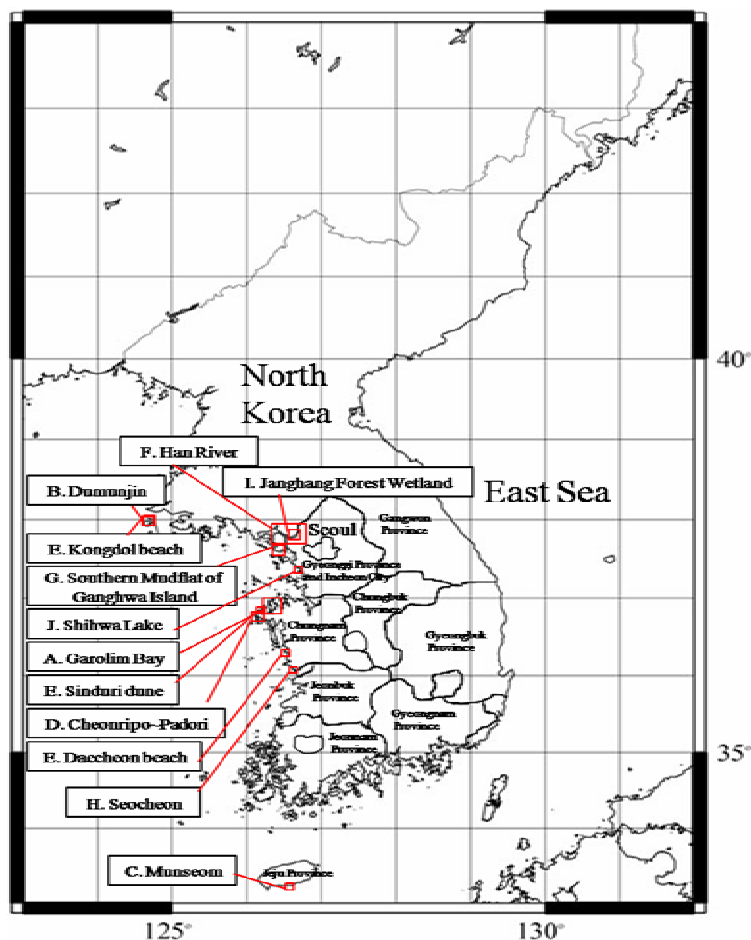 40°
North
Korea
F. Han River
I. Janghang Forest Wetland
B. Dumunjin
East Sea
Seoul
Gangwon
Province
E. Kongdol beach
G. Southern Mudflat of
Ganghwa Island
Gyeonggi Province
and Incheon City
Chungbuk
Province
J. Shihwa Lake
Chungnam
Province
Gyeongbuk
Province
A. Garolim Bay
E. Sinduri dune
Jeonbuk
Province
D. Cheonripo~Padori
Gyeongnam
Province
Jeonnam
Province
E. Daecheon beach
35°
H. Seocheon
C. Munseom
Jeju Province
125°
130°